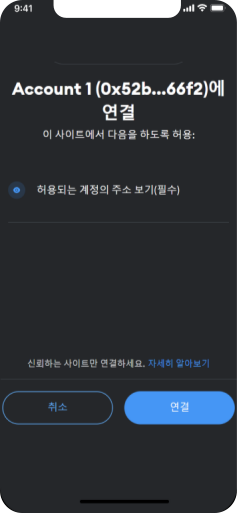 9:41
Account 1 (0x52b...66f2)에
연결
이 사이트에서 다음을 하도록 허용:
허용되는 계정의 주소 보기(필수)
신뢰하는 사이트만 연결하세요. 자세히 알아보기
취소
연결